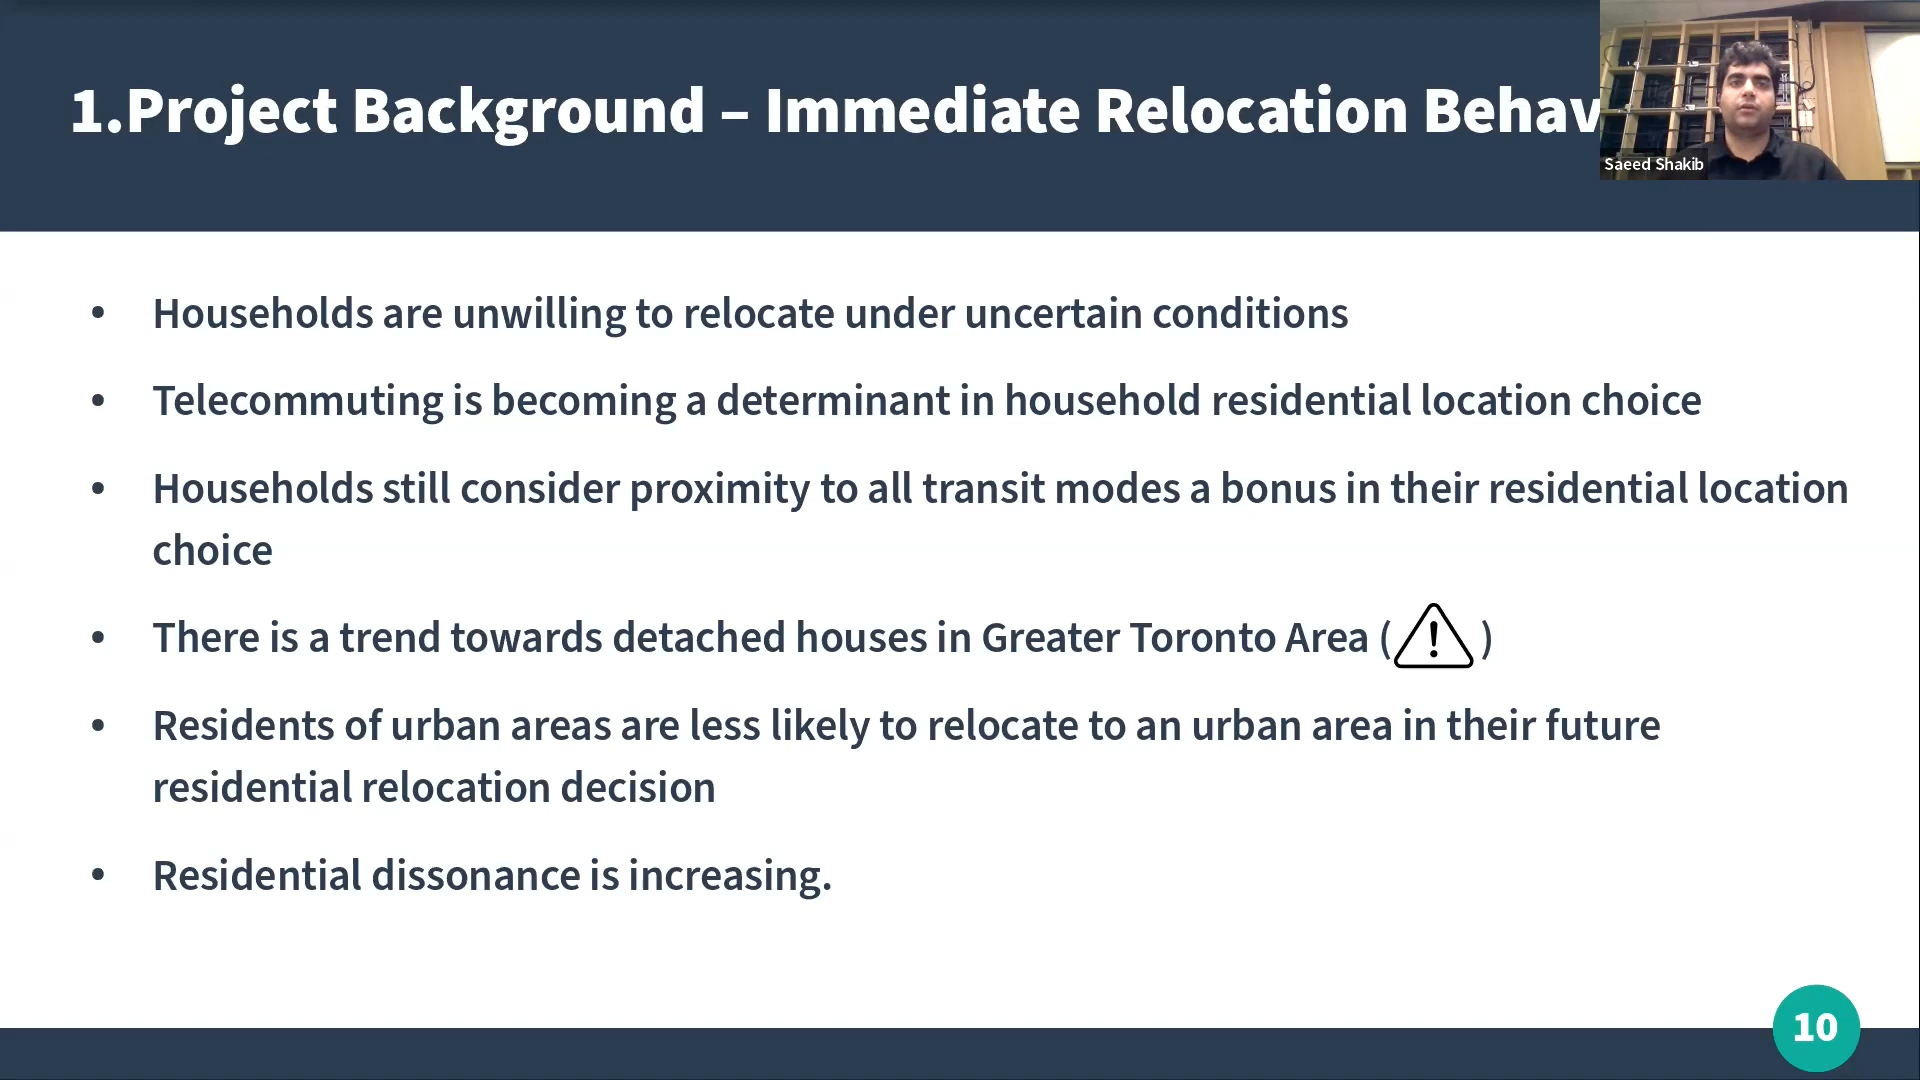 1.Project Background – Immediate Relocation Behav
Saeed Shakib
• Households are unwilling to relocate under uncertain conditions
• Telecommuting is becoming a determinant in household residential location choice
• Households still consider proximity to all transit modes a bonus in their residential location
choice
• There is a trend towards detached houses in Greater Toronto Area (⚠)
• Residents of urban areas are less likely to relocate to an urban area in their future
residential relocation decision
• Residential dissonance is increasing.
10